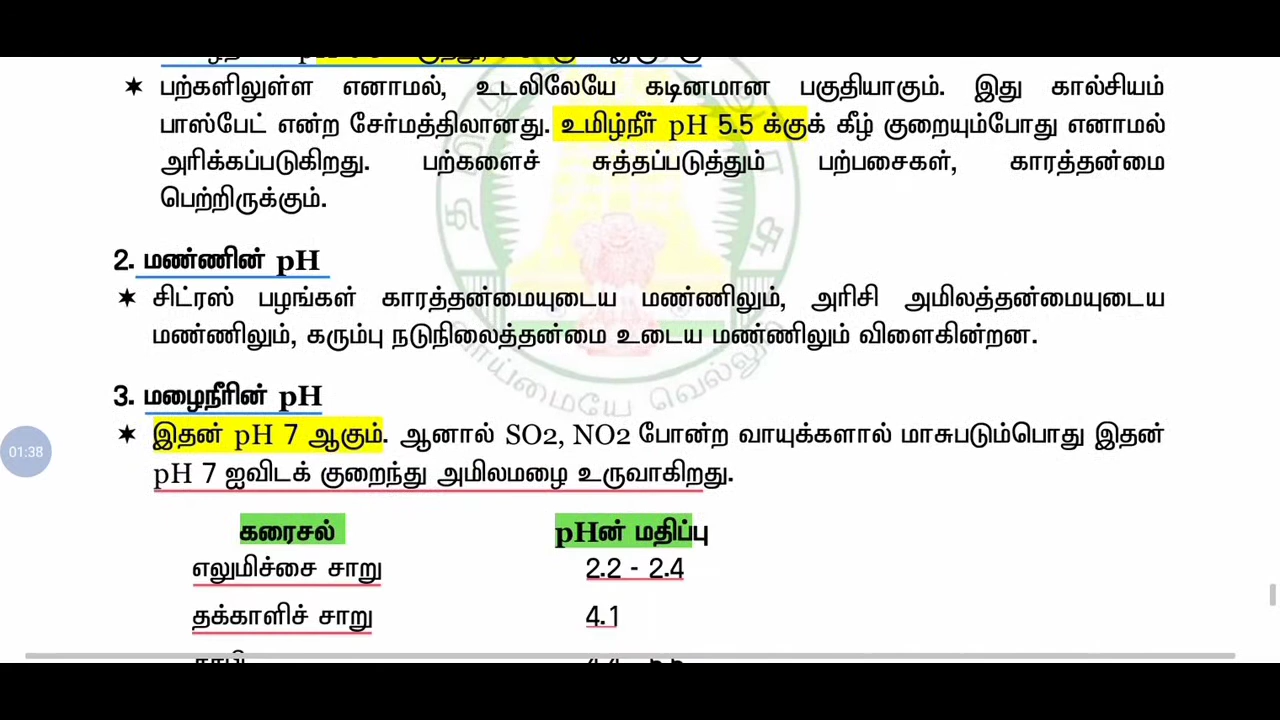 ★ பற்களிலுள்ள எனாமல், உடலிலேயே கடினமான பகுதியாகும். இது கால்சியம்
பாஸ்பேட் என்ற சேர்மத்திலானது. உமிழ்நீர் pH 5.5 க்குக் கீழ் குறையும்போது எனாமல்
அரிக்கப்படுகிறது. பற்களைச் சுத்தப்படுத்தும் பற்பசைகள், காரத்தன்மை
பெற்றிருக்கும்.
2. மண்ணின் pH
★ சிட்ரஸ் பழங்கள் காரத்தன்மையுடைய மண்ணிலும், அரிசி அமிலத்தன்மையுடைய
மண்ணிலும், கரும்பு நடுநிலைத்தன்மை உடைய மண்ணிலும் விளைகின்றன.
வாய்மையே வெல்லும்
3. மழைநீரின் pH
★ இதன் pH 7 ஆகும். ஆனால் SO2, NO2 போன்ற வாயுக்களால் மாசுபடும்பொது இதன்
01:38
pH 7 ஐவிடக் குறைந்து அமிலமழை உருவாகிறது.
கரைசல் pHன் மதிப்பு
எலுமிச்சை சாறு 2.2 - 2.4
தக்காளிச் சாறு 4.1